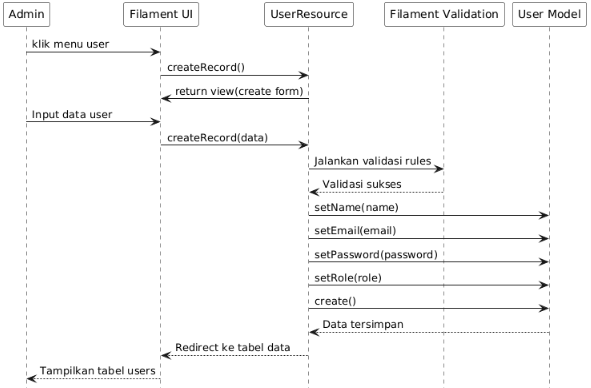 Admin
Filament UI
UserResource
Filament Validation
User Model
klik menu user
createRecord()
return view(create form)
Input data user
createRecord(data)
Jalankan validasi rules
Validasi sukses
setName(name)
setEmail(email)
setPassword(password)
setRole(role)
create()
Data tersimpan
Redirect ke tabel data
Tampilkan tabel users